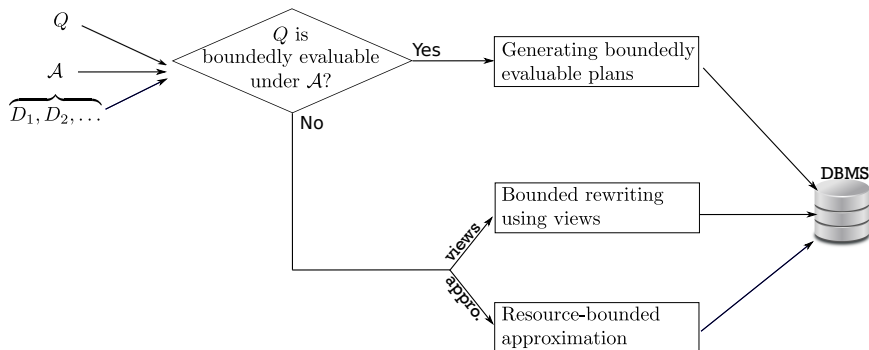 Q
𝒜
D₁, D₂, . . .
Q is
boundedly evaluable
under 𝒜?
Yes
No
Generating boundedly
evaluable plans
DBMS
Bounded rewriting
using views
views
appro.
Resource-bounded
approximation